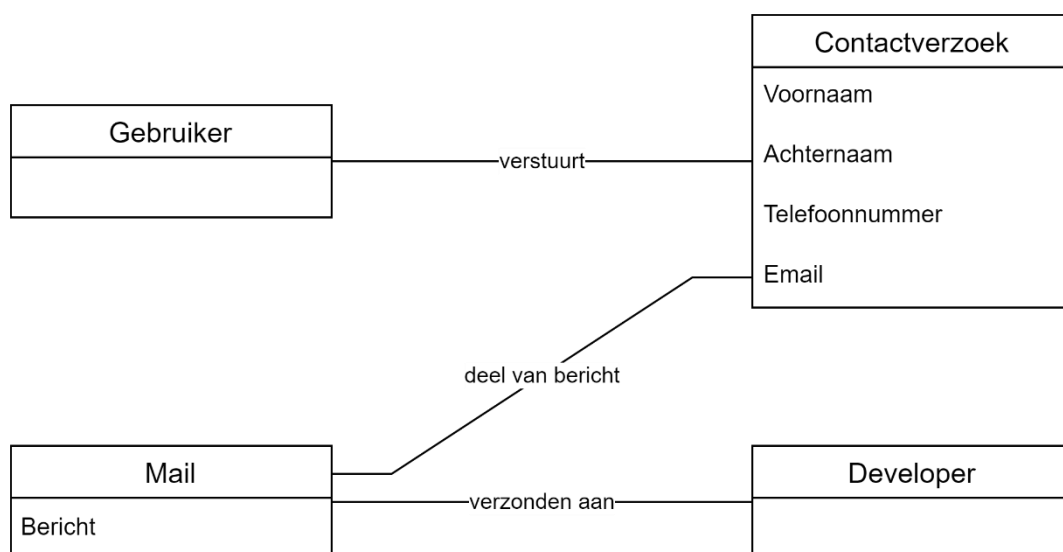 Contactverzoek
Voornaam
Gebruiker
verstuurt
Achternaam
Telefoonnummer
Email
deel van bericht
Mail
Developer
verzonden aan
Bericht